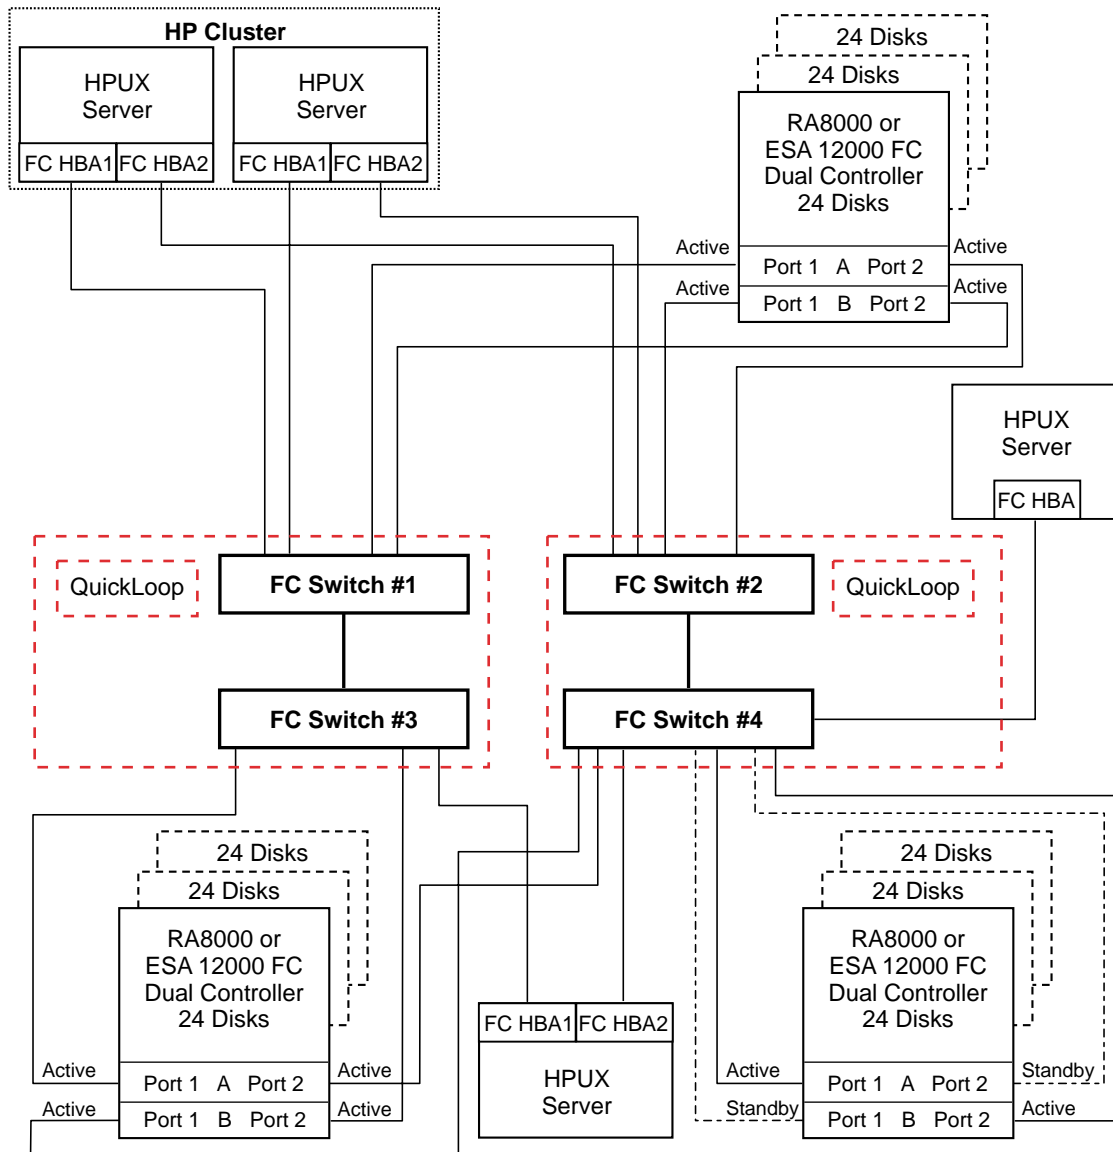 HP Cluster
HPUX
Server
FC HBA1
FC HBA2
HPUX
Server
FC HBA1
FC HBA2
24 Disks
24 Disks
RA8000 or
ESA 12000 FC
Dual Controller
24 Disks
Active
Port 1 A Port 2
Active
Active
Port 1 B Port 2
Active
HPUX
Server
FC HBA
QuickLoop
FC Switch #1
FC Switch #2
QuickLoop
FC Switch #3
FC Switch #4
24 Disks
24 Disks
RA8000 or
ESA 12000 FC
Dual Controller
24 Disks
Active
Port 1 A Port 2
Active
Active
Port 1 B Port 2
Active
FC HBA1
FC HBA2
HPUX
Server
24 Disks
24 Disks
RA8000 or
ESA 12000 FC
Dual Controller
24 Disks
Active
Port 1 A Port 2
Standby
Standby
Port 1 B Port 2
Active